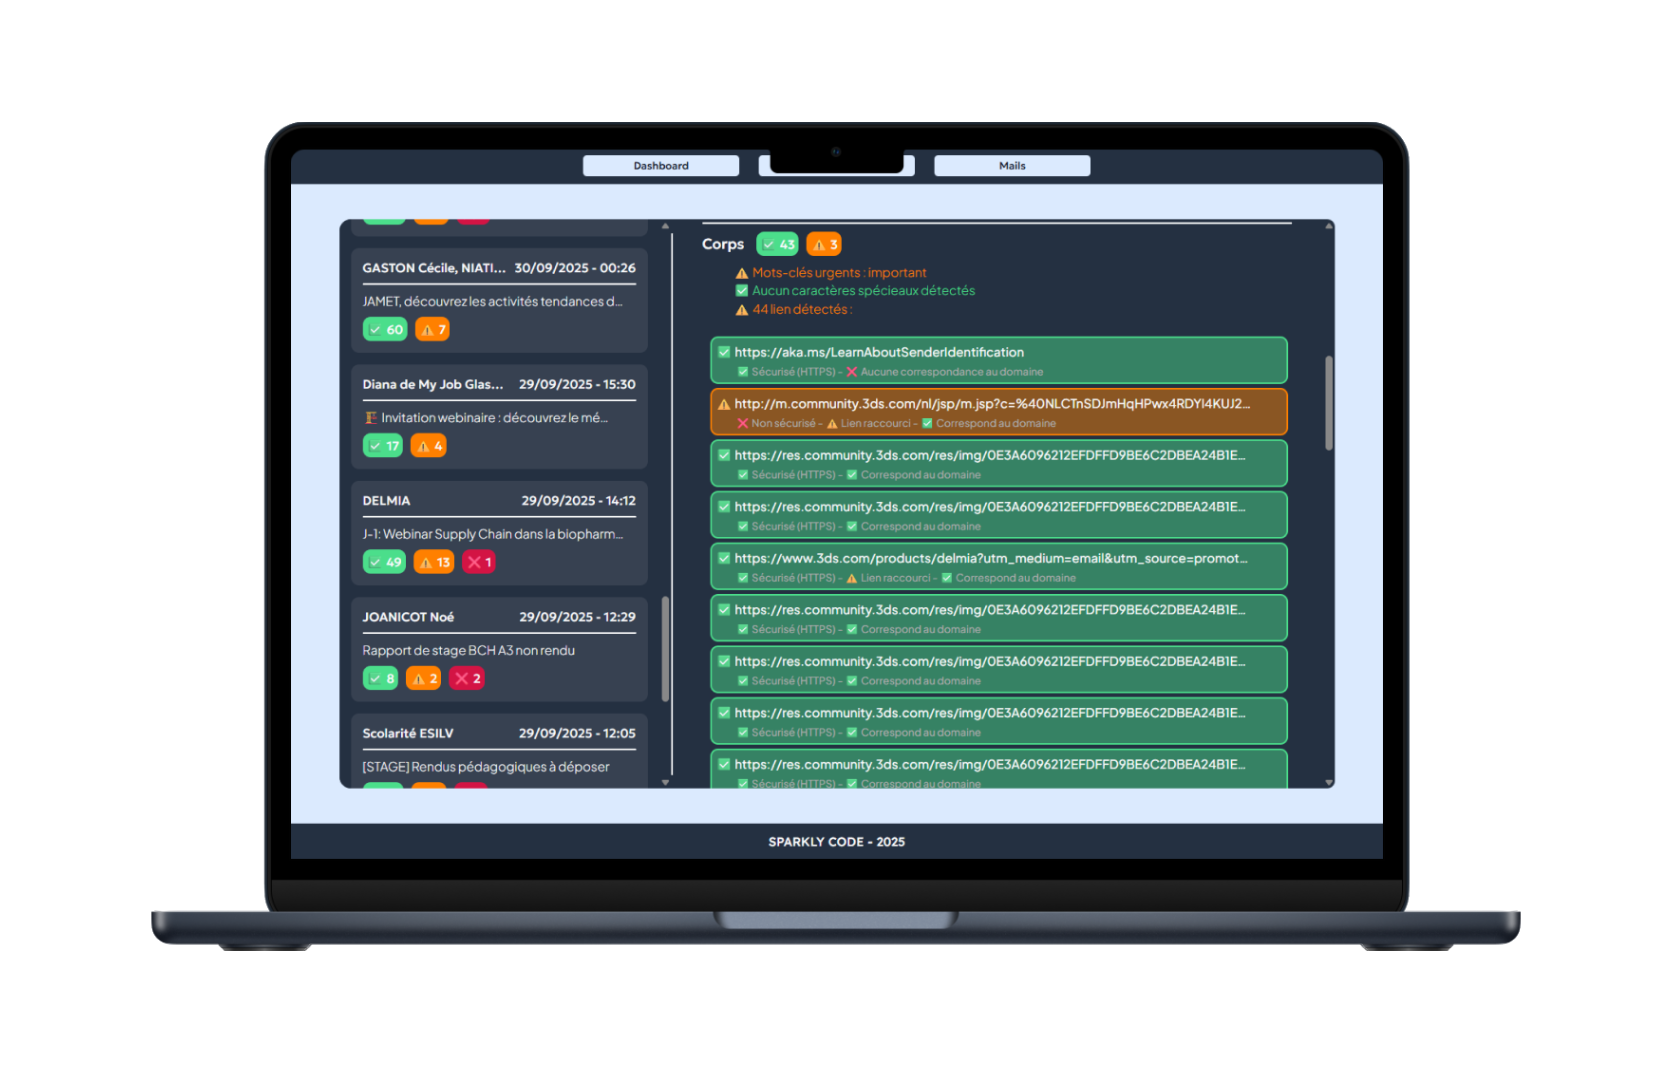 Dashboard
Mails
GASTON Cécile, NIATI... 30/09/2025 - 00:26
JAMET, découvrez les activités tendances d...
60 7
Diana de My Job Glas... 29/09/2025 - 15:30
Invitation webinaire : découvrez le mé...
17 4
DELMIA 29/09/2025 - 14:12
J-1: Webinar Supply Chain dans la biopharm...
49 13 1
JOANICOT Noé 29/09/2025 - 12:29
Rapport de stage BCH A3 non rendu
8 2 2
Scolarité ESILV 29/09/2025 - 12:05
[STAGE] Rendus pédagogiques à déposer
Corps 43 3
Mots-clés urgents : important
Aucun caractères spécieaux détectés
44 lien détectés :
https://aka.ms/LearnAboutSenderIdentification
Sécurisé (HTTPS) - Aucune correspondance au domaine
http://m.community.3ds.com/nl/jsp/m.jsp?c=%40NLCTnSDJmHqHPwx4RDYI4KUJ2...
Non sécurisé - Lien raccourci - Correspond au domaine
https://res.community.3ds.com/res/img/0E3A6096212EFDFFD9BE6C2DBEA24B1E...
Sécurisé (HTTPS) - Correspond au domaine
https://res.community.3ds.com/res/img/0E3A6096212EFDFFD9BE6C2DBEA24B1E...
Sécurisé (HTTPS) - Correspond au domaine
https://www.3ds.com/products/delmia?utm_medium=email&utm_source=promot...
Sécurisé (HTTPS) - Lien raccourci - Correspond au domaine
https://res.community.3ds.com/res/img/0E3A6096212EFDFFD9BE6C2DBEA24B1E...
Sécurisé (HTTPS) - Correspond au domaine
https://res.community.3ds.com/res/img/0E3A6096212EFDFFD9BE6C2DBEA24B1E...
Sécurisé (HTTPS) - Correspond au domaine
https://res.community.3ds.com/res/img/0E3A6096212EFDFFD9BE6C2DBEA24B1E...
Sécurisé (HTTPS) - Correspond au domaine
https://res.community.3ds.com/res/img/0E3A6096212EFDFFD9BE6C2DBEA24B1E...
Sécurisé (HTTPS) - Correspond au domaine
SPARKLY CODE - 2025